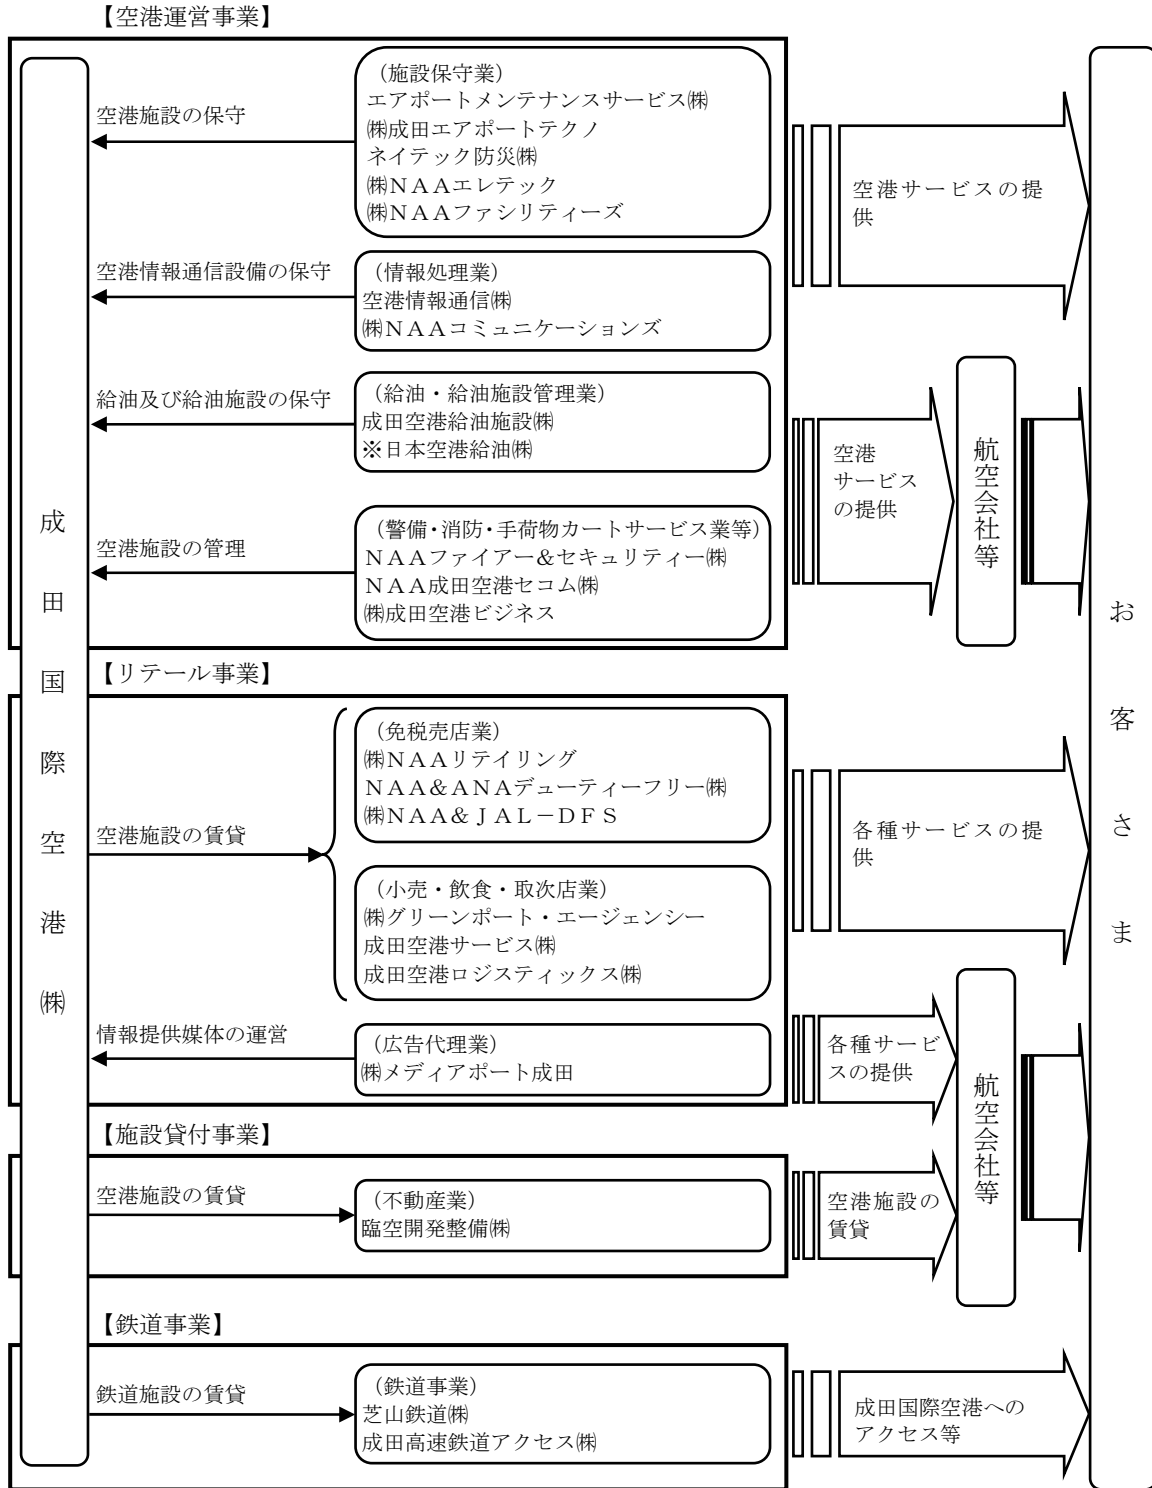 【空港運営事業】
空港施設の保守
(施設保守業)
エアポートメンテナンスサービス㈱
㈱成田エアポートテクノ
ネイテック防災㈱
㈱ＮＡＡエレテック
㈱ＮＡＡファシリティーズ
空港サービスの提
供
空港情報通信設備の保守
(情報処理業)
空港情報通信㈱
㈱ＮＡＡコミュニケーションズ
給油及び給油施設の保守
(給油・給油施設管理業)
成田空港給油施設㈱
※日本空港給油㈱
空港
サービス
の提供
航空会社等
空港施設の管理
(警備･消防･手荷物カートサービス業等)
ＮＡＡファイアー&セキュリティー㈱
ＮＡＡ成田空港セコム㈱
㈱成田空港ビジネス
成田国際空港㈱
お客さま
【リテール事業】
空港施設の賃貸
(免税売店業)
㈱ＮＡＡリテイリング
ＮＡＡ&ＡＮＡデューティーフリー㈱
㈱ＮＡＡ&ＪＡＬ－ＤＦＳ
各種サービスの提
供
(小売・飲食・取次店業)
㈱グリーンポート・エージェンシー
成田空港サービス㈱
成田空港ロジスティックス㈱
情報提供媒体の運営
(広告代理業)
㈱メディアポート成田
各種サービ
スの提供
航空会社等
【施設貸付事業】
空港施設の賃貸
(不動産業)
臨空開発整備㈱
空港施設の
賃貸
【鉄道事業】
鉄道施設の賃貸
(鉄道事業)
芝山鉄道㈱
成田高速鉄道アクセス㈱
成田国際空港への
アクセス等